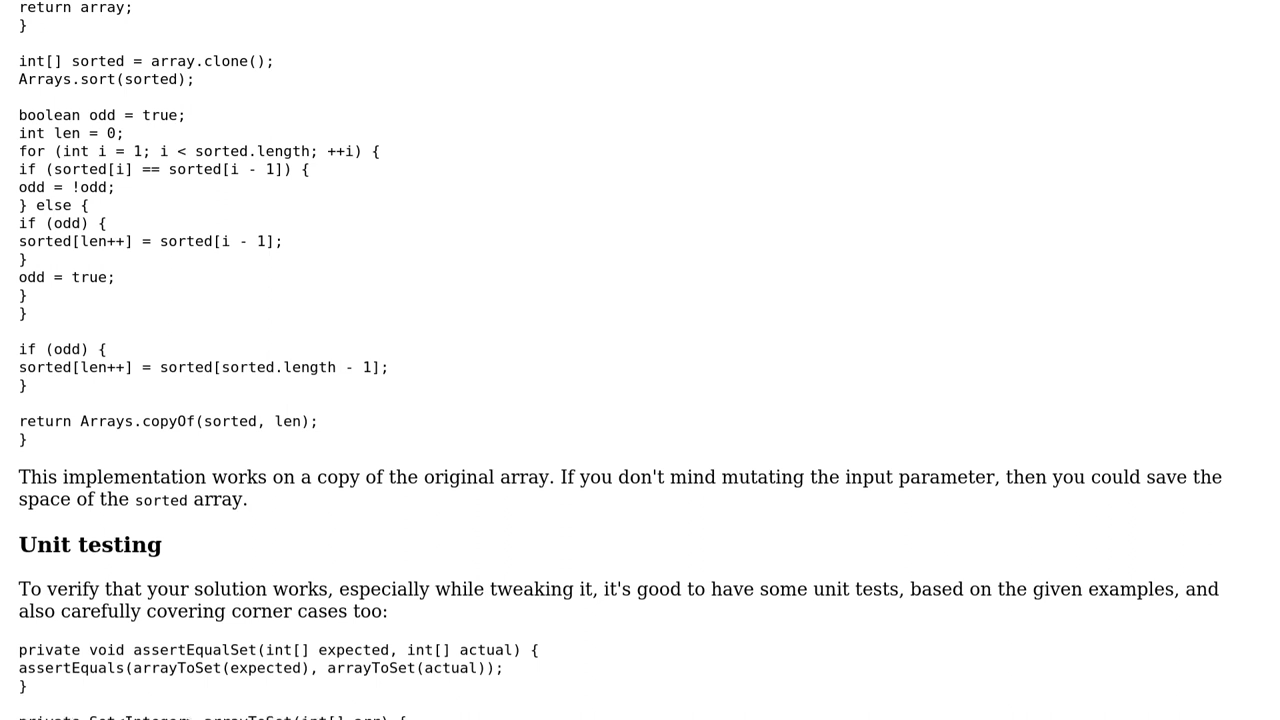 return array;
}
int[] sorted = array.clone();
Arrays.sort(sorted);
boolean odd = true;
int len = 0;
for (int i = 1; i < sorted.length; ++i) {
if (sorted[i] == sorted[i - 1]) {
odd = !odd;
} else {
if (odd) {
sorted[len++] = sorted[i - 1];
}
odd = true;
}
}
if (odd) {
sorted[len++] = sorted[sorted.length - 1];
}
return Arrays.copyOf(sorted, len);
}
This implementation works on a copy of the original array. If you don't mind mutating the input parameter, then you could save the
space of the sorted array.
Unit testing
To verify that your solution works, especially while tweaking it, it's good to have some unit tests, based on the given examples, and
also carefully covering corner cases too:
private void assertEqualSet(int[] expected, int[] actual) {
assertEquals(arrayToSet(expected), arrayToSet(actual));
}
private Set<Integer> arrayToSet(int[] arr) {